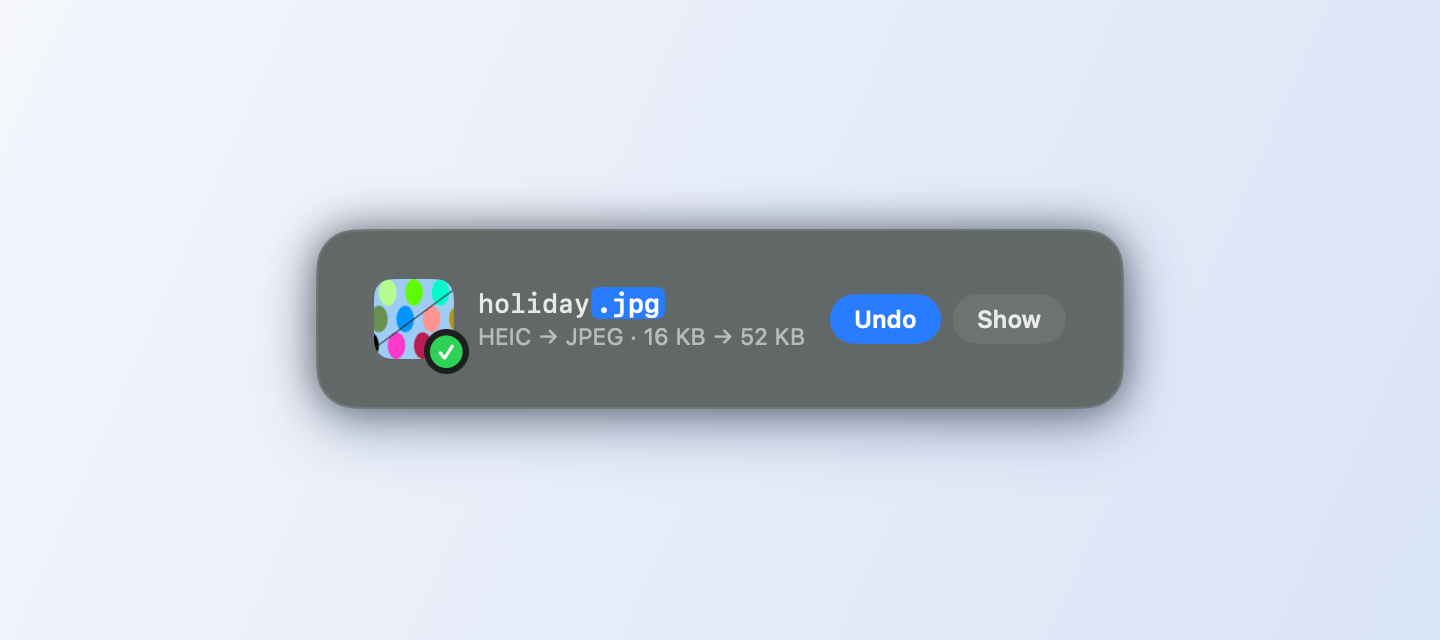 holiday.jpg
HEIC → JPEG · 16 KB → 52 KB
Undo
Show